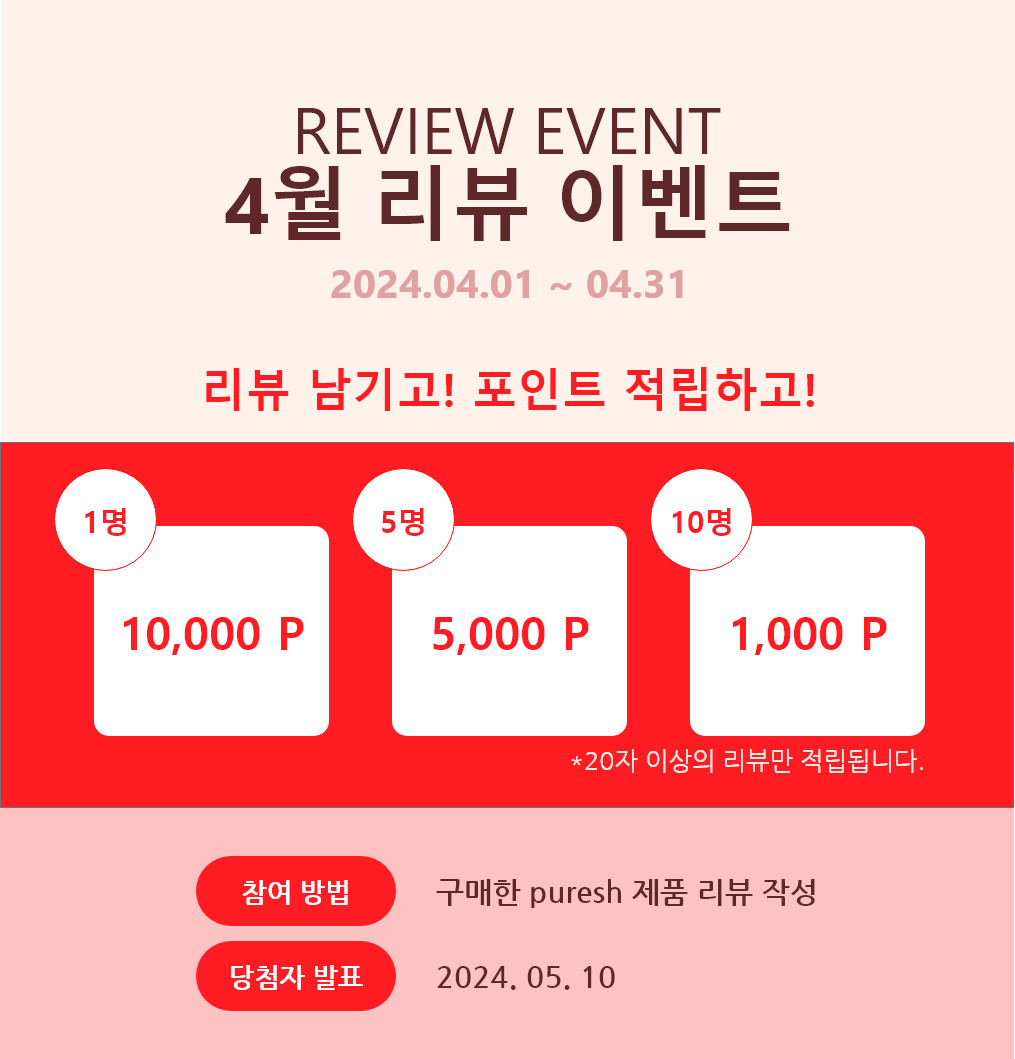 REVIEW EVENT
4월 리뷰 이벤트
2024.04.01 ~ 04.31
리뷰 남기고! 포인트 적립하고!
1명
10,000 P
5명
5,000 P
10명
1,000 P
*20자 이상의 리뷰만 적립됩니다.
참여 방법 구매한 puresh 제품 리뷰 작성
당첨자 발표 2024. 05. 10